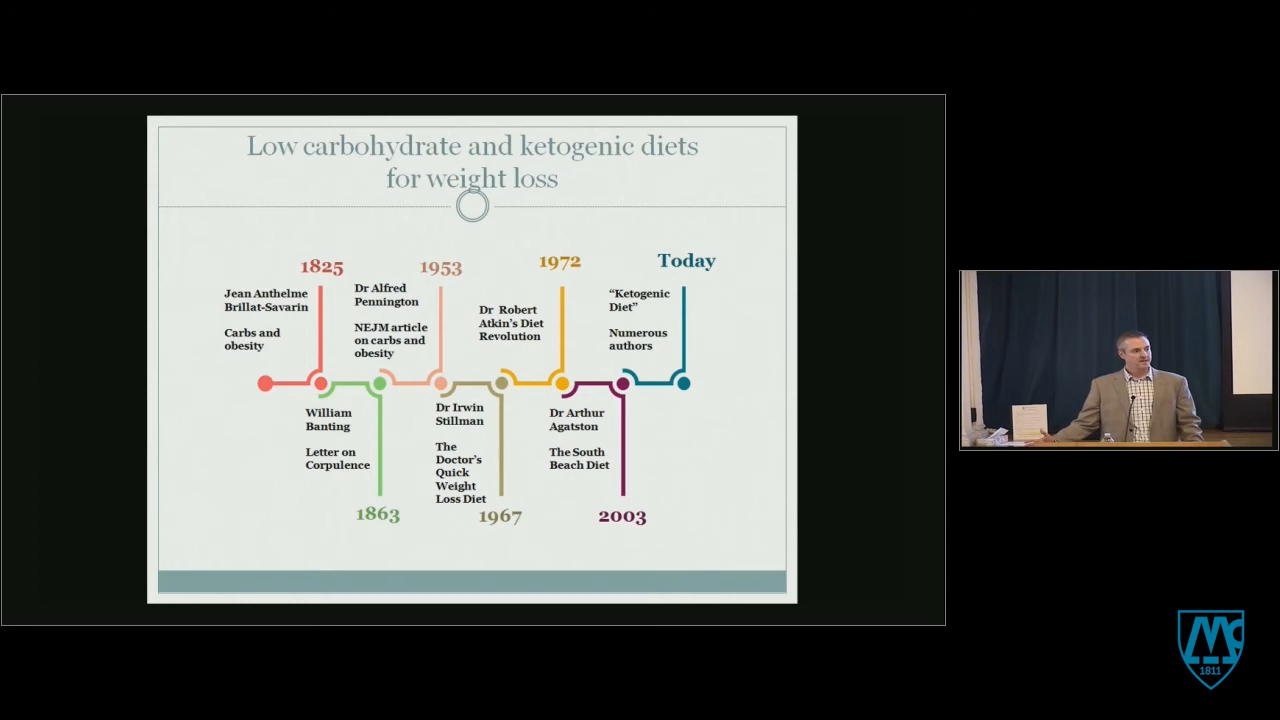 Low carbohydrate and ketogenic diets
for weight loss
1825
Jean Anthelme
Brillat-Savarin
Carbs and
obesity
William
Banting
Letter on
Corpulence
1863
1953
Dr Alfred
Pennington
NEJM article
on carbs and
obesity
Dr Irwin
Stillman
The
Doctor's
Quick
Weight
Loss Diet
1967
1972
Dr Robert
Atkin's Diet
Revolution
Dr Arthur
Agatston
The South
Beach Diet
2003
Today
“Ketogenic
Diet”
Numerous
authors
1811